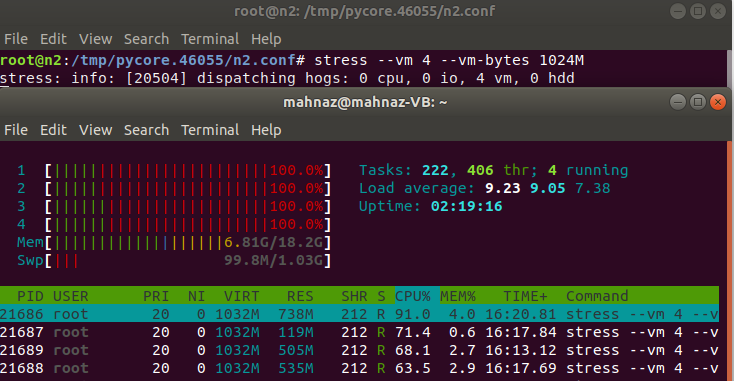 root@n2: /tmp/pycore.46055/n2.conf
File Edit View Search Terminal Help
root@n2:/tmp/pycore.46055/n2.conf# stress --vm 4 --vm-bytes 1024M
stress: info: [20504] dispatching hogs: 0 cpu, 0 io, 4 vm, 0 hdd
mahnaz@mahnaz-VB: ~
File Edit View Search Terminal Help
1 [||||||||||||||||||||||||100.0%] Tasks: 222, 406 thr; 4 running
2 [||||||||||||||||||||||||100.0%] Load average: 9.23 9.05 7.38
3 [||||||||||||||||||||||||100.0%] Uptime: 02:19:16
4 [||||||||||||||||||||||||100.0%]
Mem[|||||||||||||||||||6.81G/18.2G]
Swp[||| 99.8M/1.03G]
PID USER PRI NI VIRT RES SHR S CPU% MEM% TIME+ Command
21686 root 20 0 1032M 738M 212 R 91.0 4.0 16:20.81 stress --vm 4 --v
21687 root 20 0 1032M 119M 212 R 71.4 0.6 16:17.84 stress --vm 4 --v
21689 root 20 0 1032M 505M 212 R 68.1 2.7 16:13.12 stress --vm 4 --v
21688 root 20 0 1032M 535M 212 R 63.5 2.9 16:17.69 stress --vm 4 --v